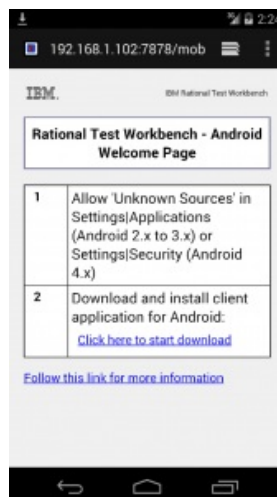 2:24
192.168.1.102:7878/mob
IBM.
IBM Rational Test Workbench
Rational Test Workbench - Android
Welcome Page
1
Allow 'Unknown Sources' in
Settings|Applications
(Android 2.x to 3.x) or
Settings|Security (Android
4.x)
2
Download and install client
application for Android:
Click here to start download
Follow this link for more information